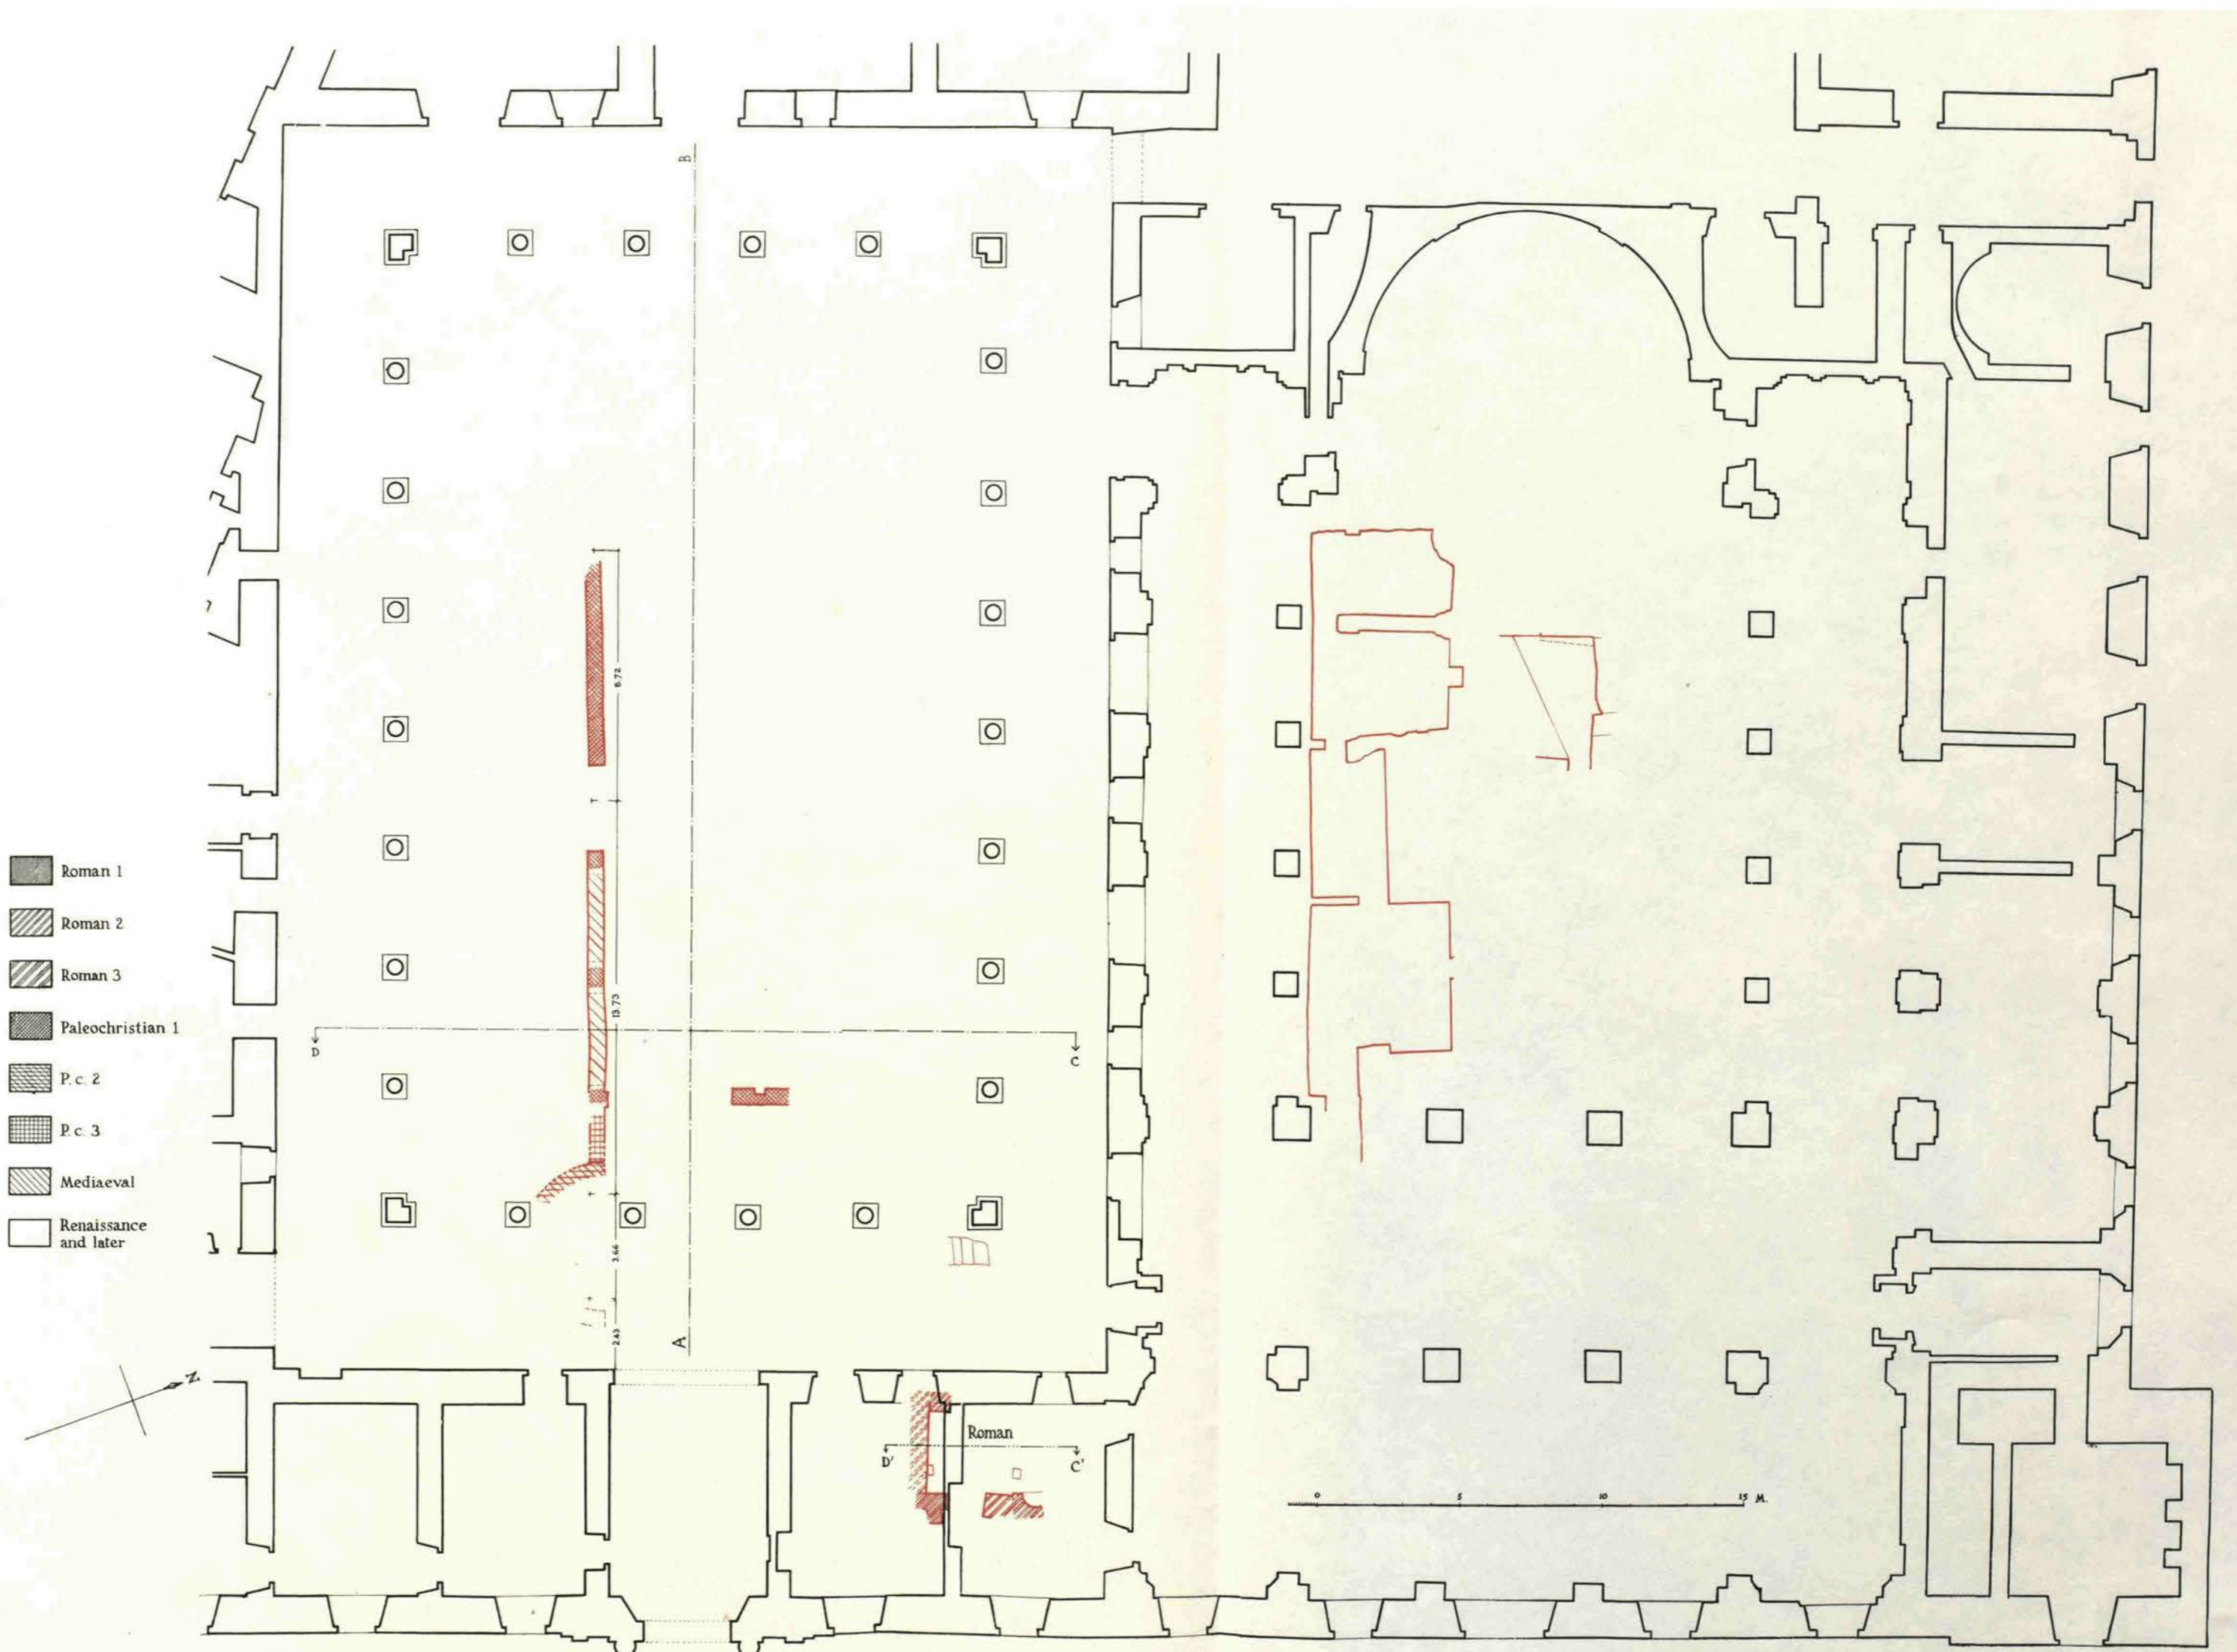 B
8.72
Roman 1
Roman 2
Roman 3
Paleochristian 1
P. c. 2
P. c. 3
Mediaeval
Renaissance
and later
13.73
D
C
3.66
2.43
A
N
Roman
D'
C'
0
5
10
15 M.